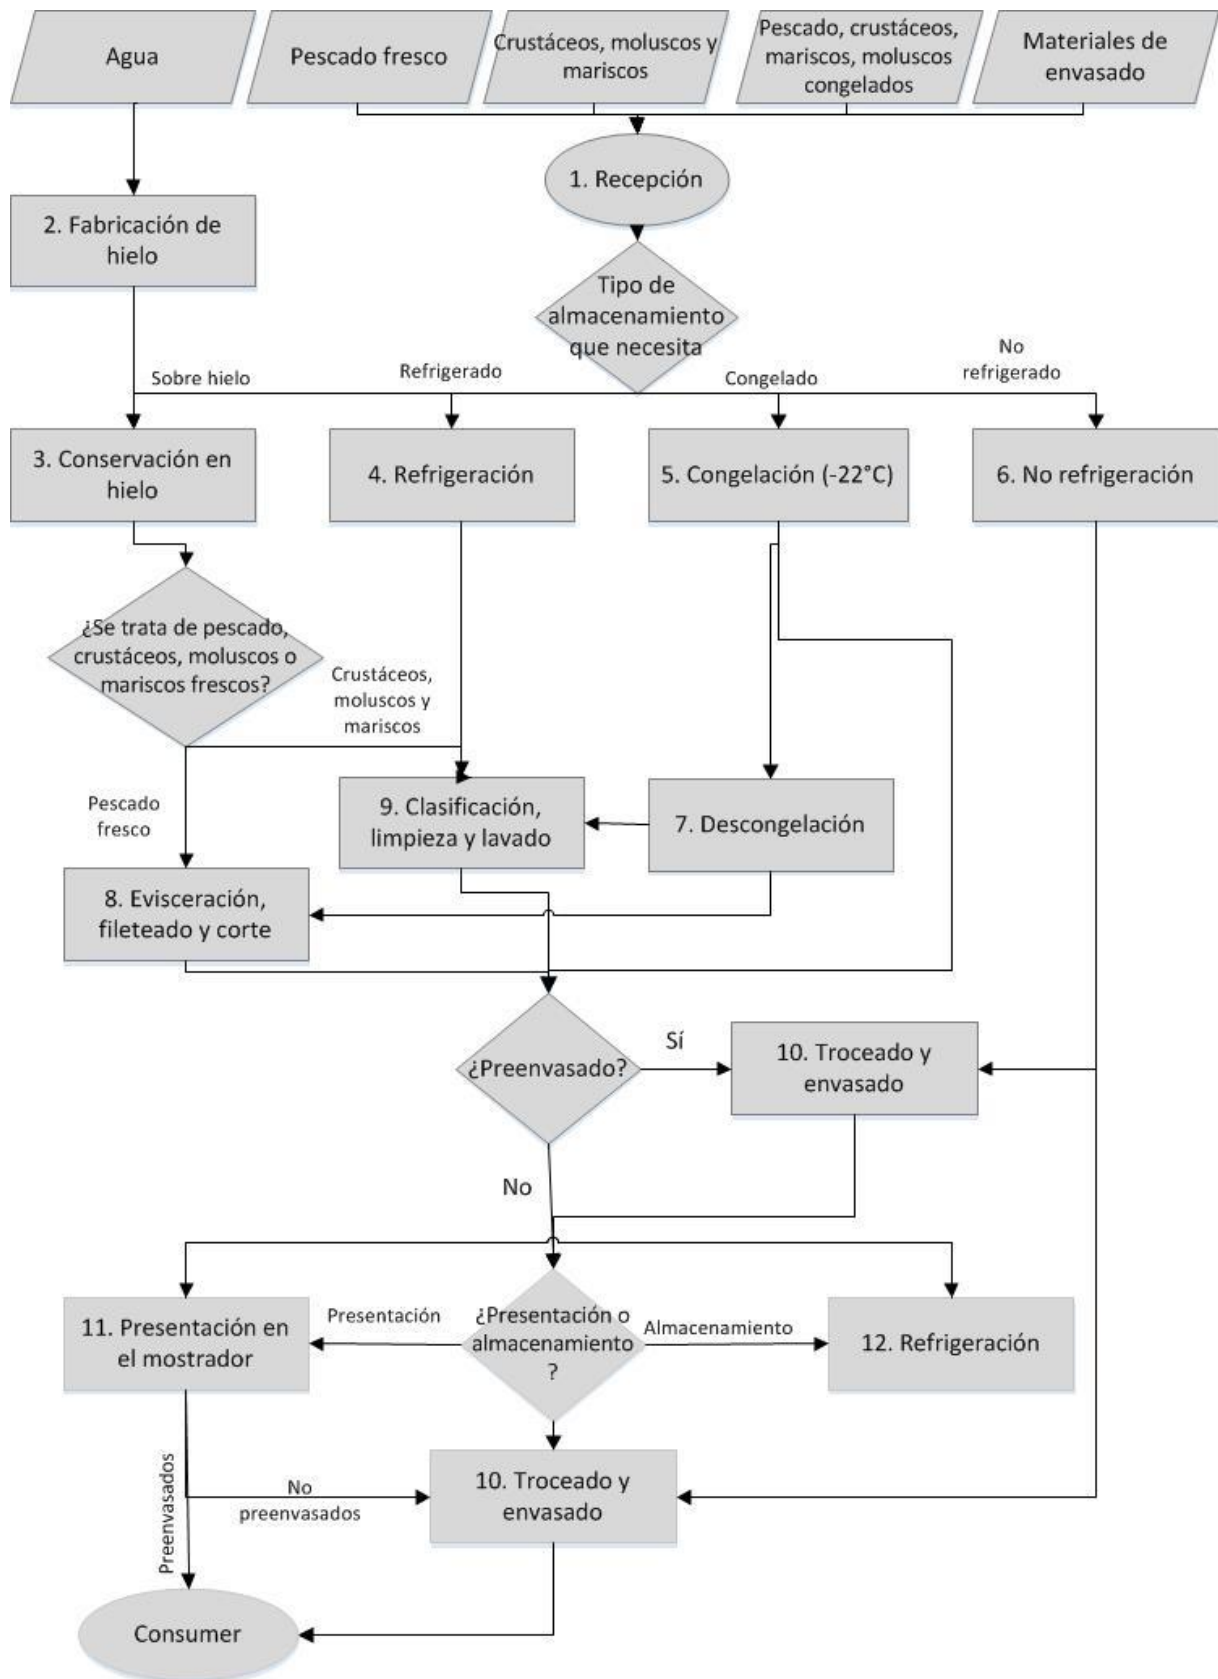 Agua
Pescado fresco
Crustáceos, moluscos y
mariscos
Pescado, crustáceos,
mariscos, moluscos
congelados
Materiales de
envasado
1. Recepción
2. Fabricación de
hielo
Tipo de
almacenamiento
que necesita
Sobre hielo
Refrigerado
Congelado
No
refrigerado
3. Conservación en
hielo
4. Refrigeración
5. Congelación (-22°C)
6. No refrigeración
¿Se trata de pescado,
crustáceos, moluscos o
mariscos frescos?
Crustáceos,
moluscos y
mariscos
Pescado
fresco
9. Clasificación,
limpieza y lavado
7. Descongelación
8. Evisceración,
fileteado y corte
¿Preenvasado?
Sí
10. Troceado y
envasado
No
11. Presentación en
el mostrador
Presentación
¿Presentación o
almacenamiento
?
Almacenamiento
12. Refrigeración
Preenvasados
No
preenvasados
10. Troceado y
envasado
Consumer